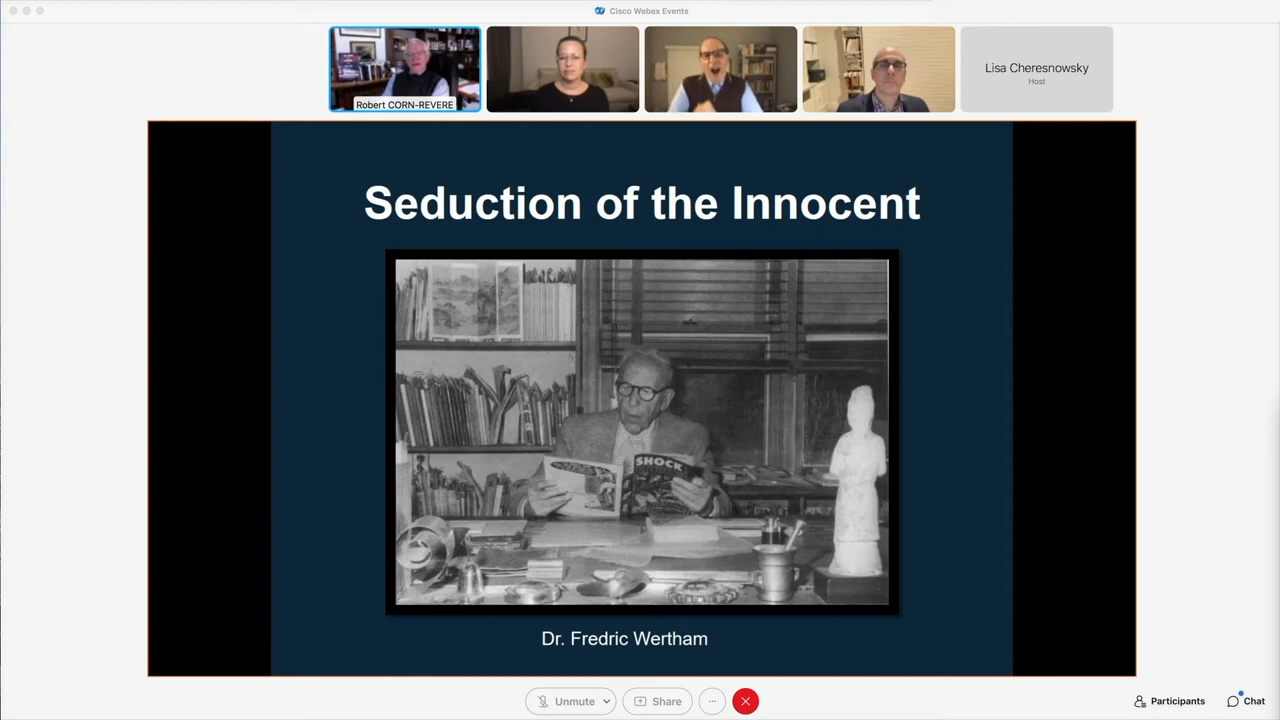 Cisco Webex Events
Robert CORN-REVERE
Lisa Cheresnowsky
Host
Seduction of the Innocent
SHOCK
Dr. Fredric Wertham
Unmute
Share
Participants
Chat